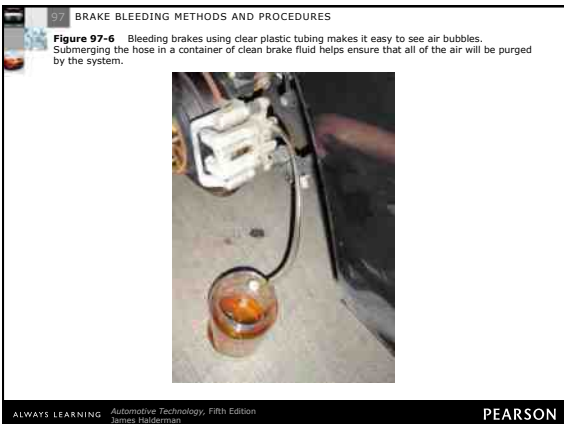 97 BRAKE BLEEDING METHODS AND PROCEDURES
Figure 97-6 Bleeding brakes using clear plastic tubing makes it easy to see air bubbles.
Submerging the hose in a container of clean brake fluid helps ensure that all of the air will be purged
by the system.
ALWAYS LEARNING Automotive Technology, Fifth Edition
James Halderman
PEARSON